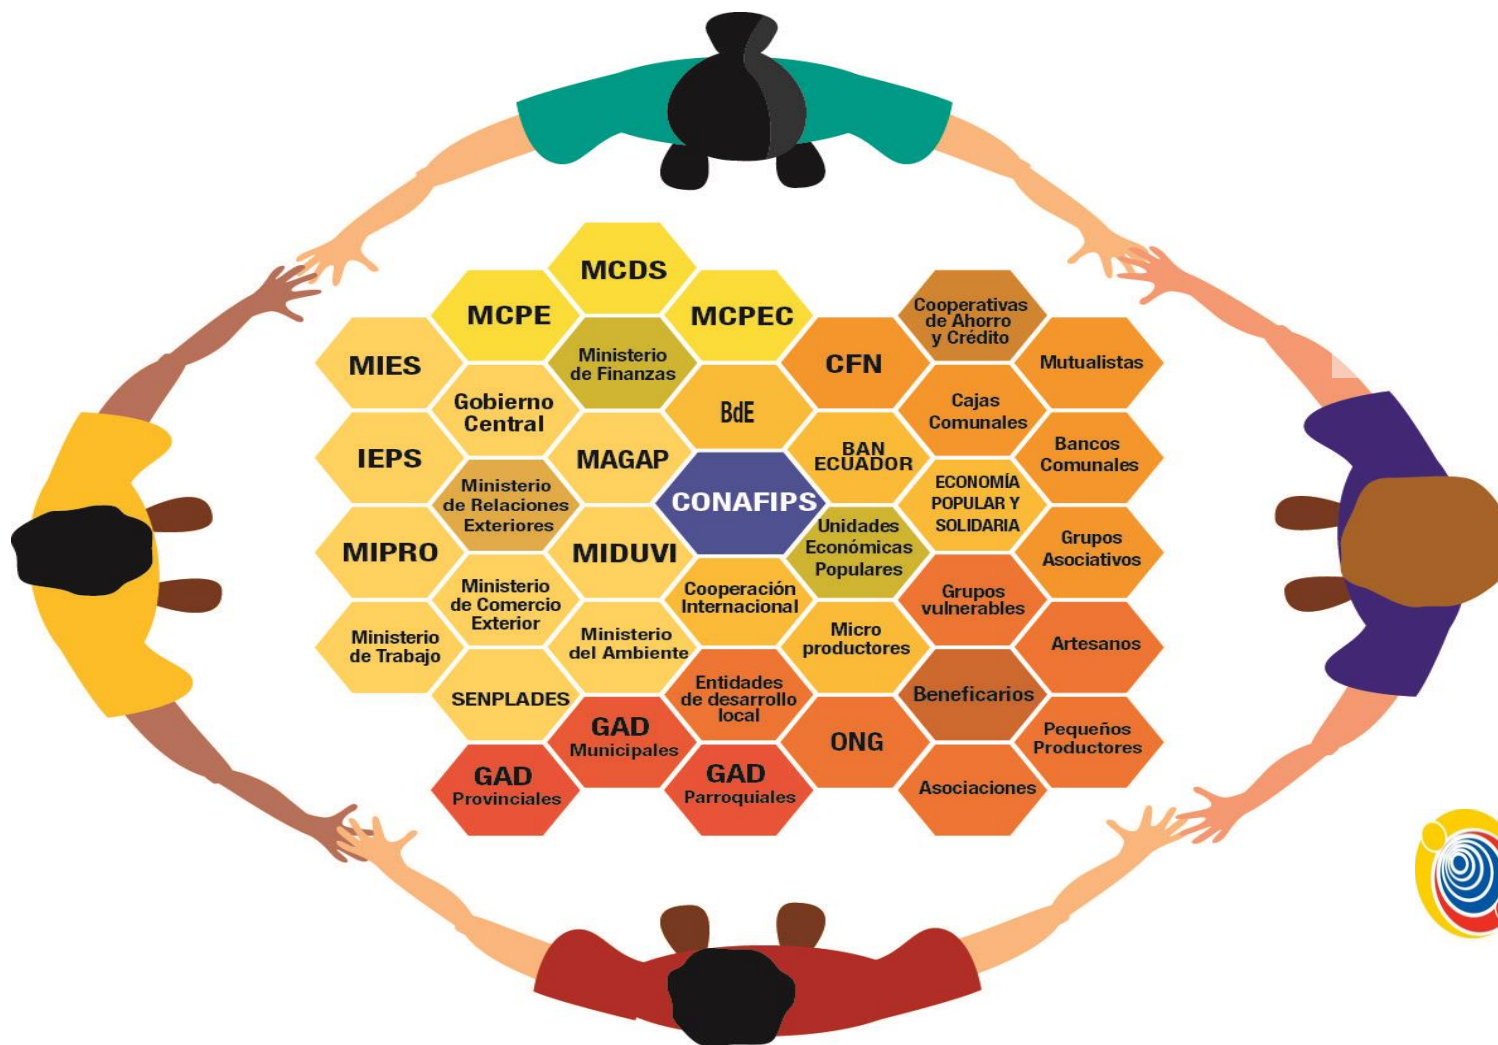 MCDS
MCPE
MCPEC
Cooperativas
de Ahorro
y Crédito
MIES
Ministerio
de Finanzas
CFN
Mutualistas
Gobierno
Central
BdE
Cajas
Comunales
IEPS
MAGAP
BAN
ECUADOR
Bancos
Comunales
Ministerio
de Relaciones
Exteriores
CONAFIPS
ECONOMÍA
POPULAR Y
SOLIDARIA
MIPRO
MIDUVI
Unidades
Económicas
Populares
Grupos
Asociativos
Ministerio
de Comercio
Exterior
Cooperación
Internacional
Grupos
vulnerables
Ministerio
de Trabajo
Ministerio
del Ambiente
Micro
productores
Artesanos
SENPLADES
Entidades
de desarrollo
local
Beneficarios
GAD
Municipales
ONG
Pequeños
Productores
GAD
Provinciales
GAD
Parroquiales
Asociaciones